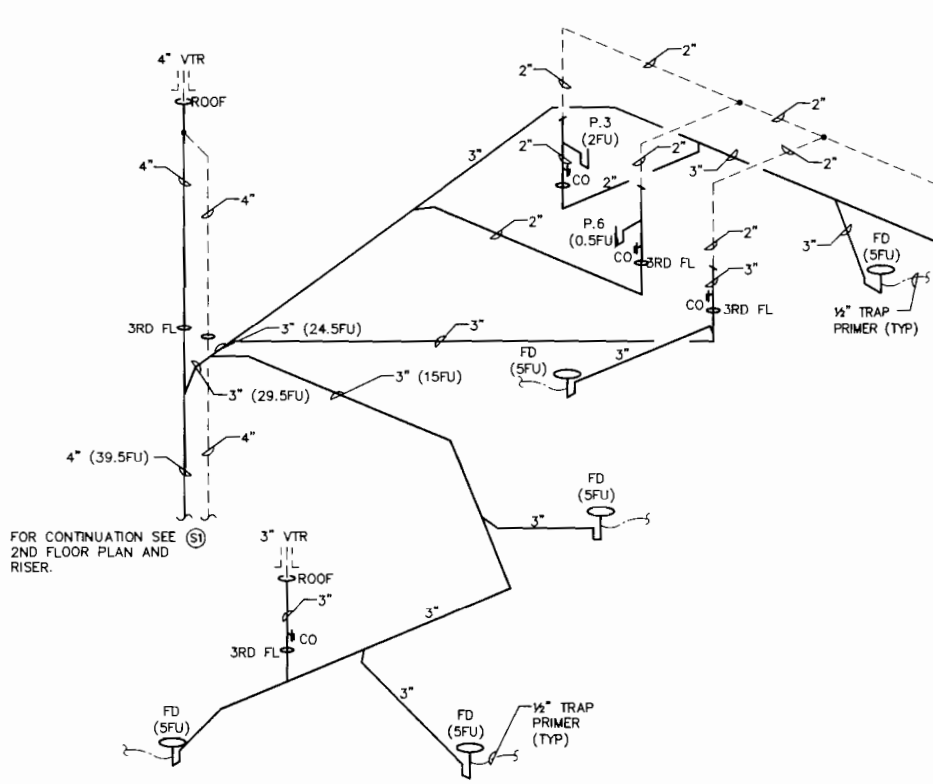 4" VTR
ROOF
4"
4"
3RD FL
3" (24.5FU)
3" (29.5FU)
3" (15FU)
4"
4" (39.5FU)
FOR CONTINUATION SEE S1
2ND FLOOR PLAN AND
RISER.
2"
2"
2"
2"
3"
P.3
(2FU)
2"
CO
2"
2"
3"
2"
P.6
(0.5FU
CO
3RD FL
2"
3"
CO
3RD FL
3"
FD
(5FU)
½" TRAP
PRIMER (TYP)
3"
3"
FD
(5FU)
FD
(5FU)
3"
3" VTR
ROOF
3"
CO
3RD FL
3"
3"
FD
(5FU)
FD
(5FU)
½" TRAP
PRIMER
(TYP)